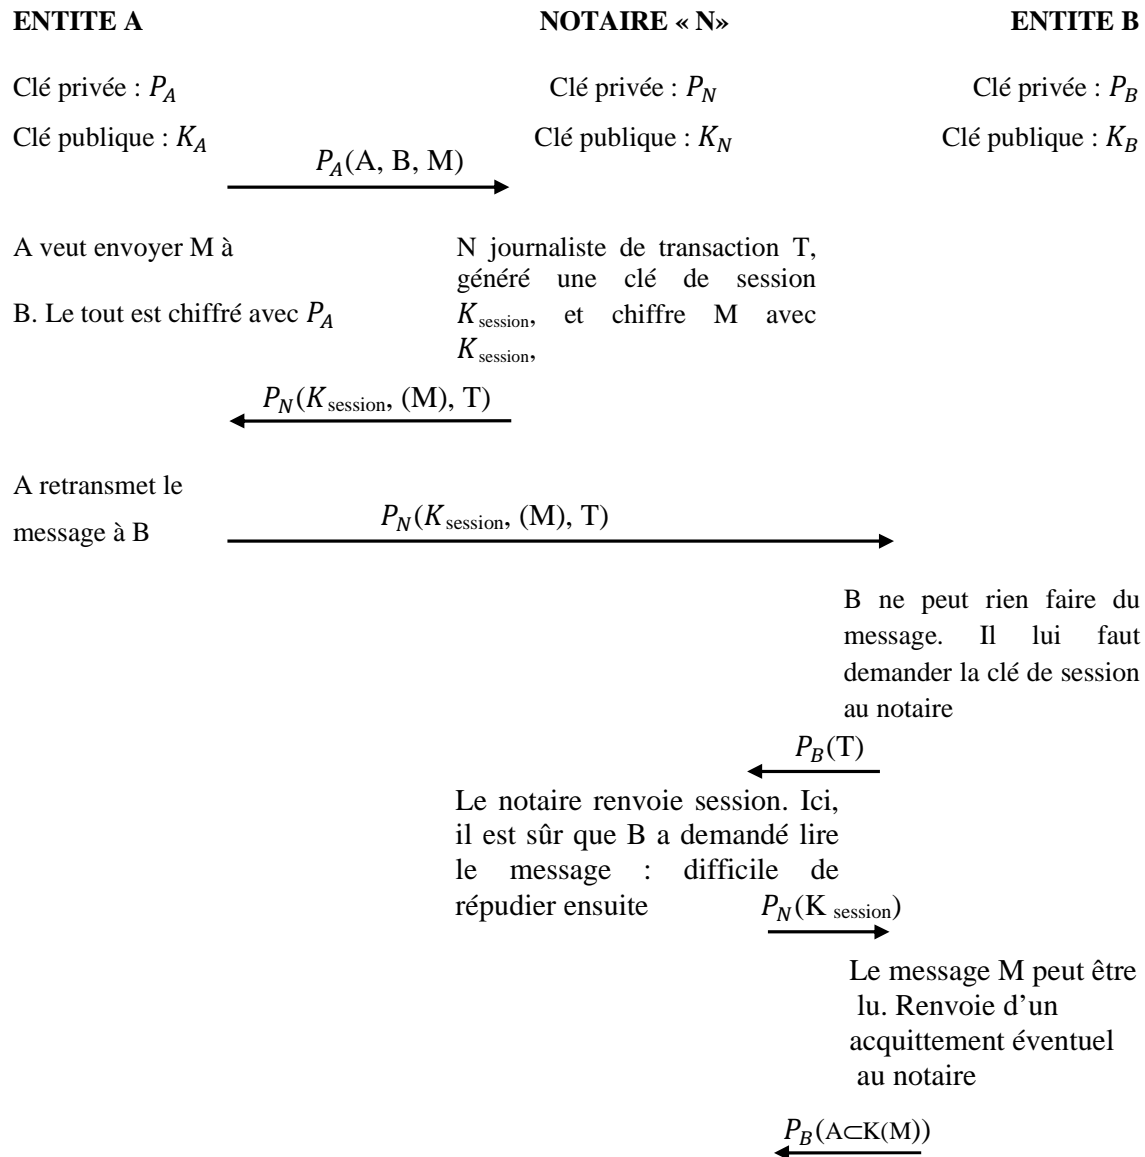 ENTITE A NOTAIRE « N» ENTITE B
Clé privée : P_A Clé privée : P_N Clé privée : P_B
Clé publique : K_A Clé publique : K_N Clé publique : K_B
P_A(A, B, M)
A veut envoyer M à
B. Le tout est chiffré avec P_A
N journaliste de transaction T,
généré une clé de session
K session, et chiffre M avec
K session,
P_N(K session, (M), T)
A retransmet le
message à B
P_N(K session, (M), T)
B ne peut rien faire du
message. Il lui faut
demander la clé de session
au notaire
P_B(T)
Le notaire renvoie session. Ici,
il est sûr que B a demandé lire
le message : difficile de
répudier ensuite
P_N(K session)
Le message M peut être
lu. Renvoie d’un
acquittement éventuel
au notaire
P_B(A⊂K(M))